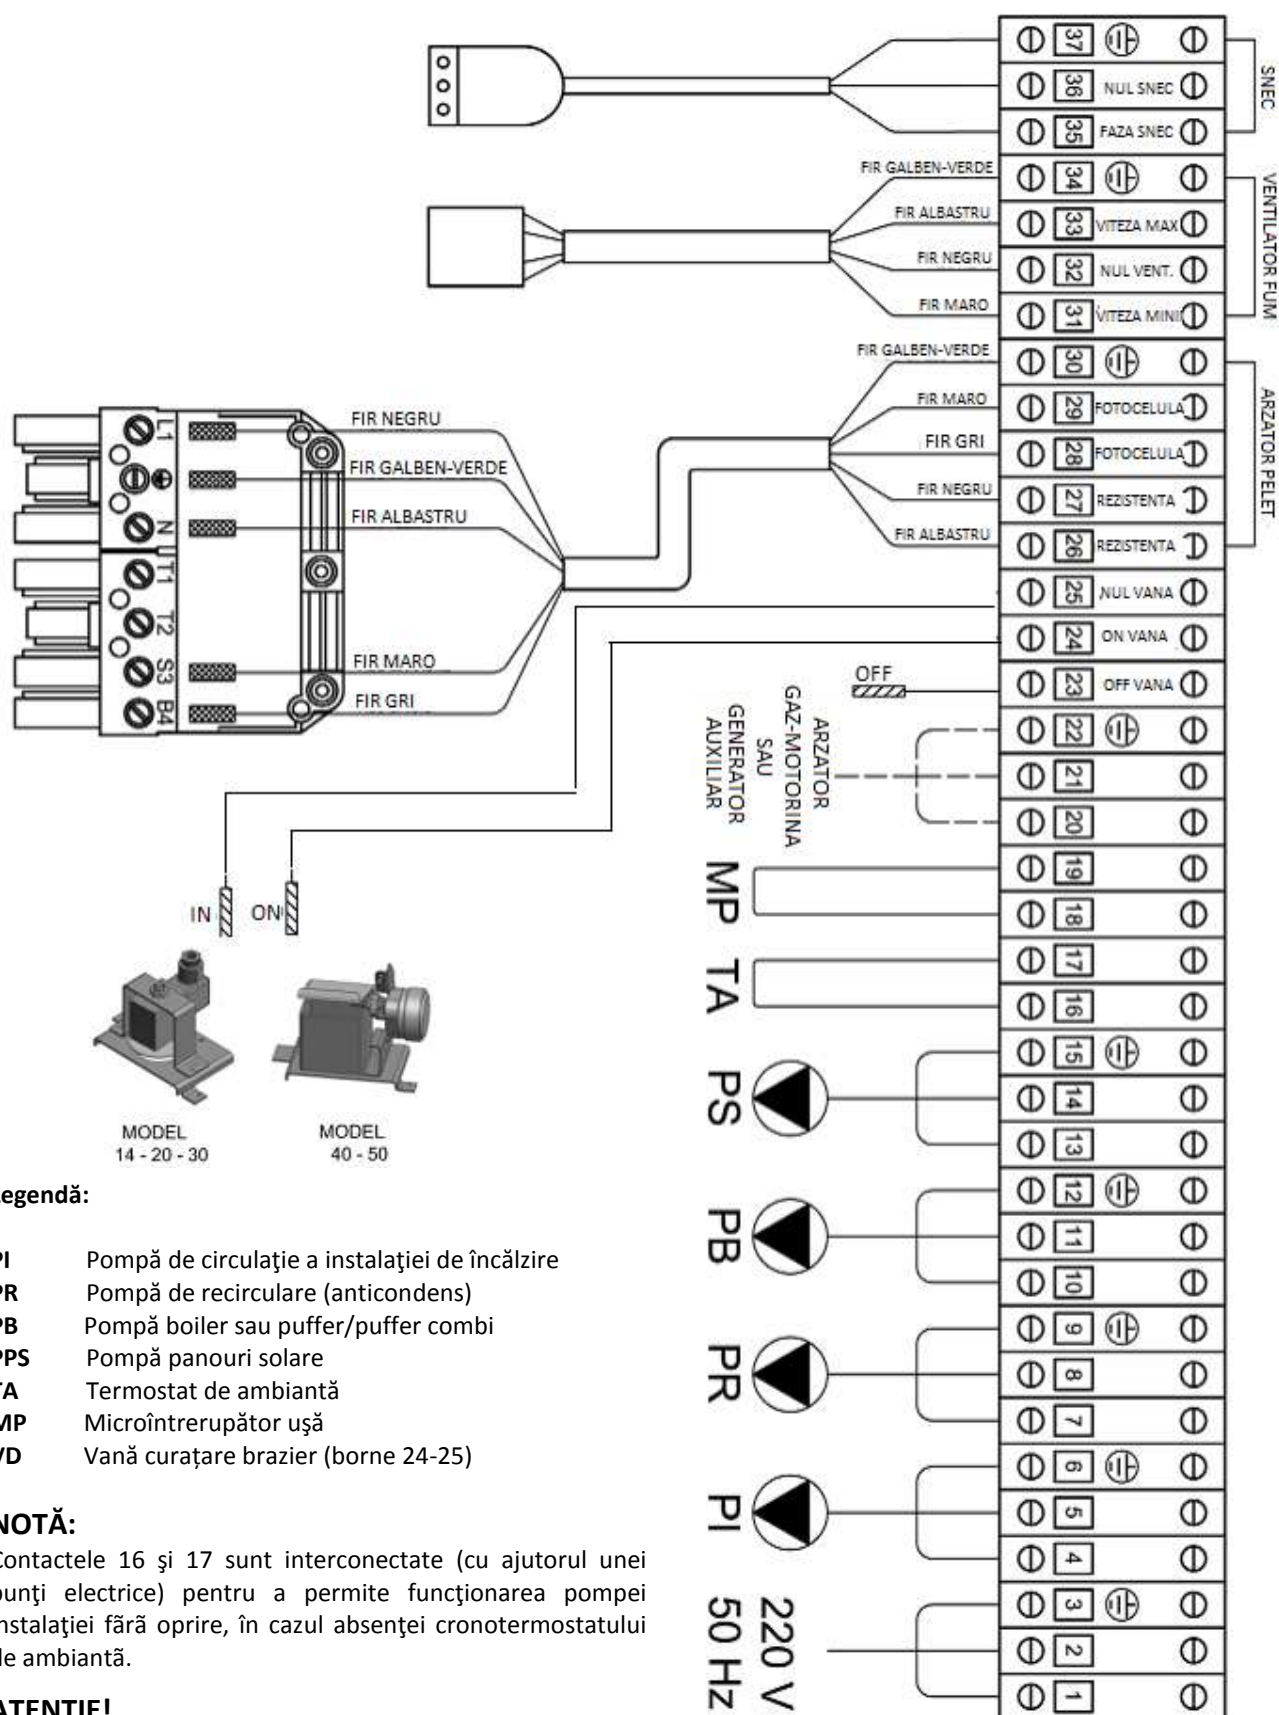 37
36 NUL SNEC
35 FAZA SNEC
SNEC
FIR GALBEN-VERDE 34
FIR ALBASTRU 33 VITEZA MAX
FIR NEGRU 32 NUL VENT.
FIR MARO 31 VITEZA MINI
VENTILATOR FUM
FIR GALBEN-VERDE 30
FIR MARO 29 FOTOCELULA
FIR GRI 28 FOTOCELULA
FIR NEGRU 27 REZISTENTA
FIR ALBASTRU 26 REZISTENTA
ARZATOR PELET
25 NUL VANA
24 ON VANA
OFF 23 OFF VANA
22
21
20
ARZATOR
GAZ-MOTORINA
SAU
GENERATOR
AUXILIAR
19
18
MP
17
16
TA
15
14
13
PS
12
11
10
PB
9
8
7
PR
6
5
4
PI
3
2
1
220 V
50 Hz
L1
N
T1
T2
S3
B4
FIR NEGRU
FIR GALBEN-VERDE
FIR ALBASTRU
FIR MARO
FIR GRI
IN ON
MODEL
14 - 20 - 30
MODEL
40 - 50
Legendă:
PI Pompă de circulaţie a instalaţiei de încălzire
PR Pompă de recirculare (anticondens)
PB Pompă boiler sau puffer/puffer combi
PPS Pompă panouri solare
TA Termostat de ambiantă
MP Microîntrerupător uşă
VD Vană curațare brazier (borne 24-25)
NOTĂ:
Contactele 16 şi 17 sunt interconectate (cu ajutorul unei
punţi electrice) pentru a permite funcţionarea pompei
instalaţiei fãrã oprire, în cazul absenţei cronotermostatului
de ambiantã.
ATENTIE!